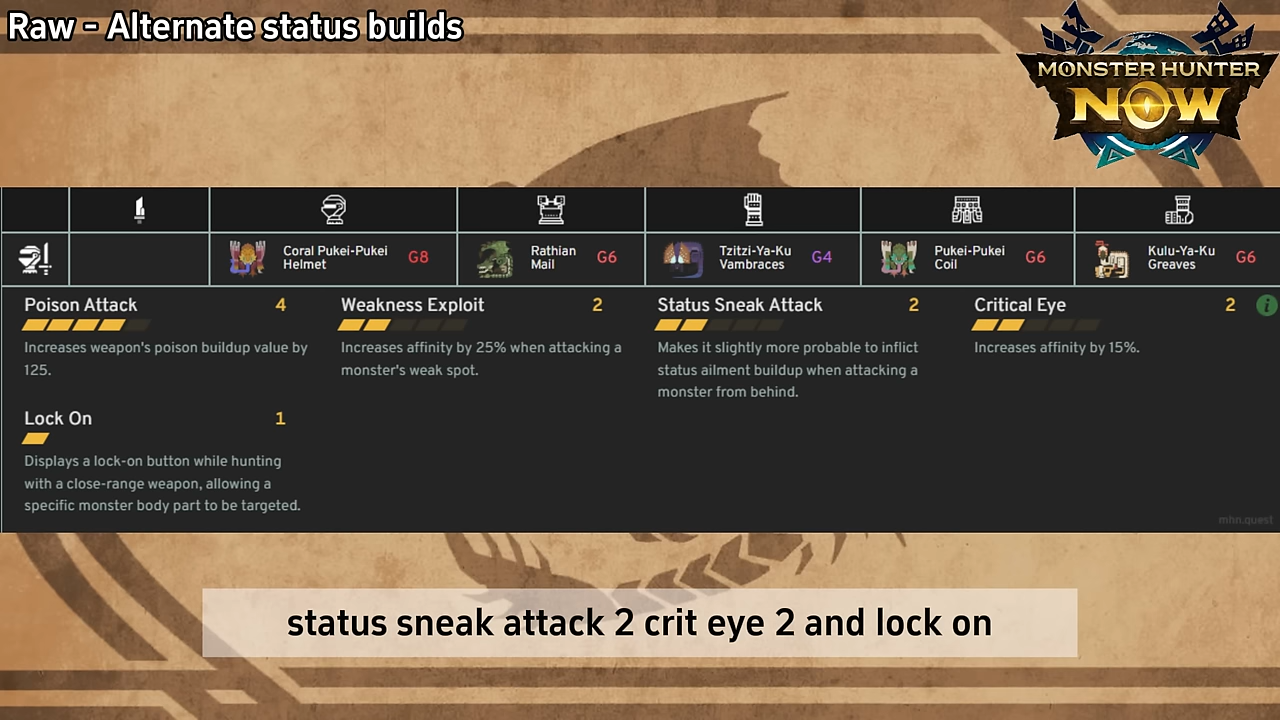 Raw - Alternate status builds
MONSTER HUNTER
NOW
Coral Pukei-Pukei
Helmet
G8
Rathian
Mail
G6
Tzitzi-Ya-Ku
Vambraces
G4
Pukei-Pukei
Coil
G6
Kulu-Ya-Ku
Greaves
G6
Poison Attack 4
Increases weapon's poison buildup value by
125.
Weakness Exploit 2
Increases affinity by 25% when attacking a
monster's weak spot.
Status Sneak Attack 2
Makes it slightly more probable to inflict
status ailment buildup when attacking a
monster from behind.
Critical Eye 2
i
Increases affinity by 15%.
Lock On 1
Displays a lock-on button while hunting
with a close-range weapon, allowing a
specific monster body part to be targeted.
mhn.quest
status sneak attack 2 crit eye 2 and lock on